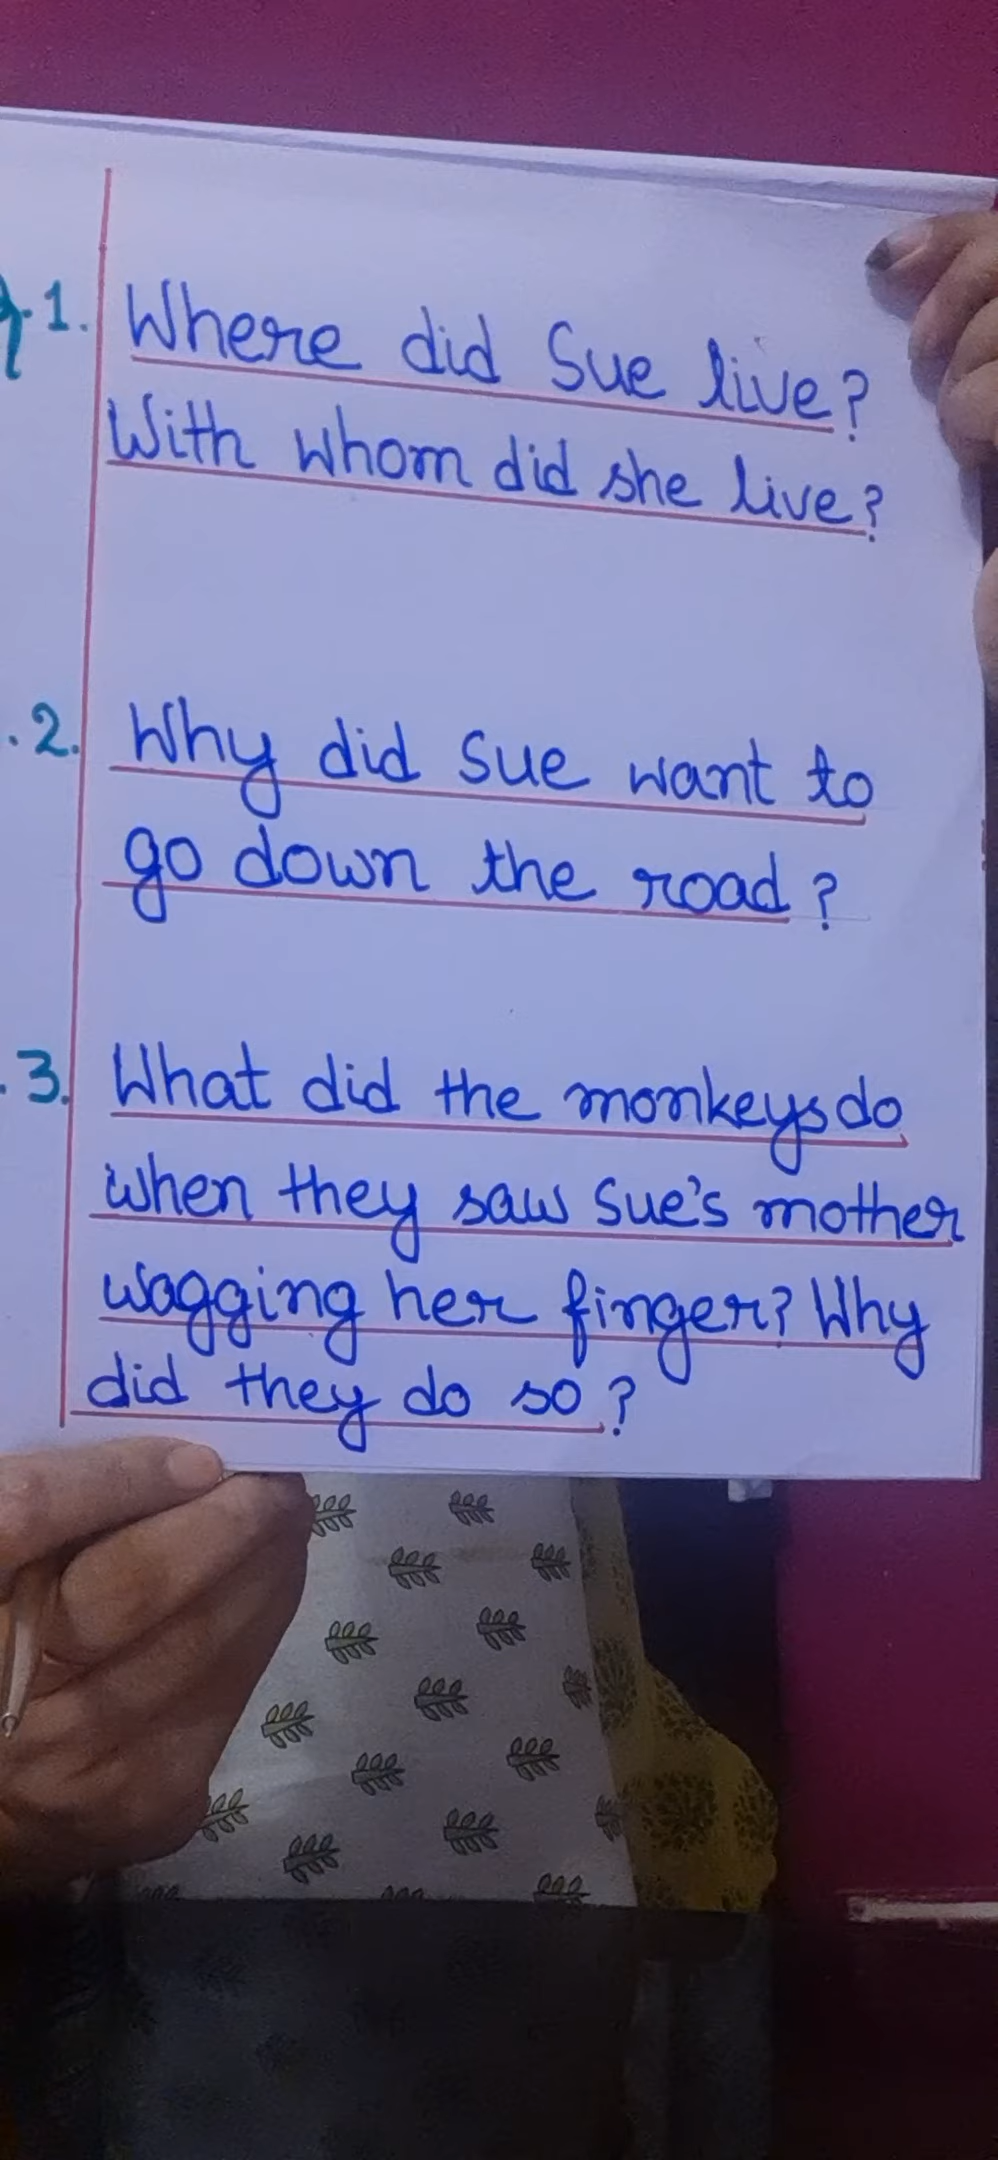 Q.1. Where did Sue live?
With whom did she live?
.2. Why did Sue want to
go down the road?
.3. What did the monkeys do
when they saw Sue's mother
wagging her finger? Why
did they do so?